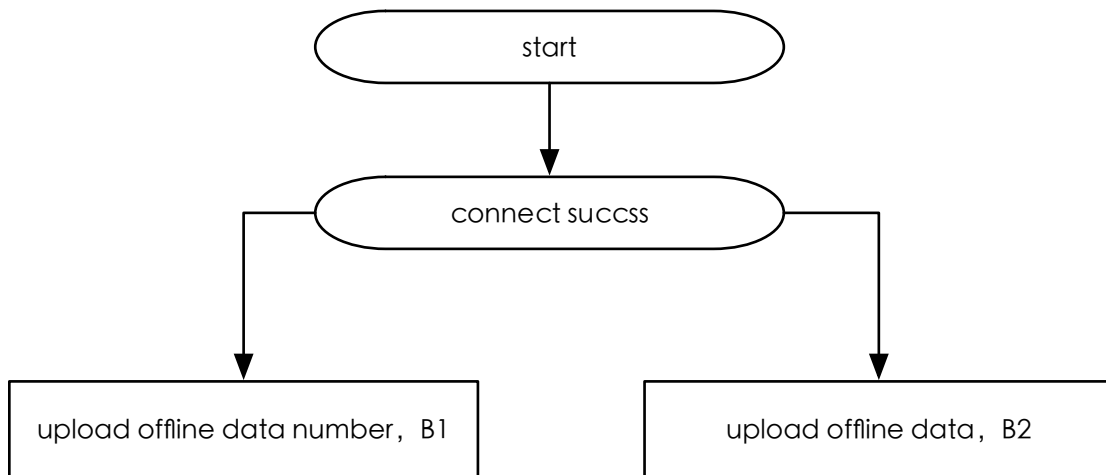 start
connect succss
upload offline data number，B1
upload offline data，B2